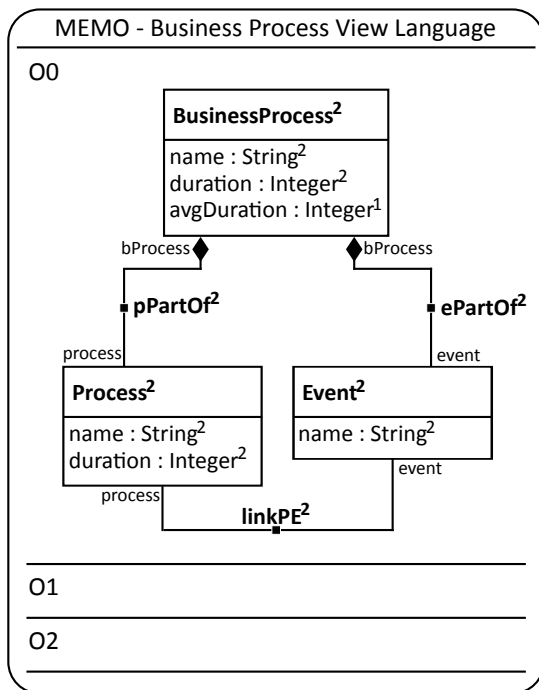 MEMO - Business Process View Language
O0
BusinessProcess²
name : String²
duration : Integer²
avgDuration : Integer¹
bProcess
bProcess
pPartOf²
ePartOf²
process
event
Process²
name : String²
duration : Integer²
Event²
name : String²
process
event
linkPE²
O1
O2